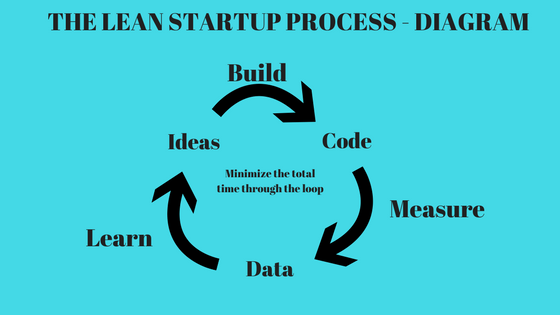 THE LEAN STARTUP PROCESS - DIAGRAM
Build
Ideas
Code
Minimize the total
time through the loop
Measure
Learn
Data